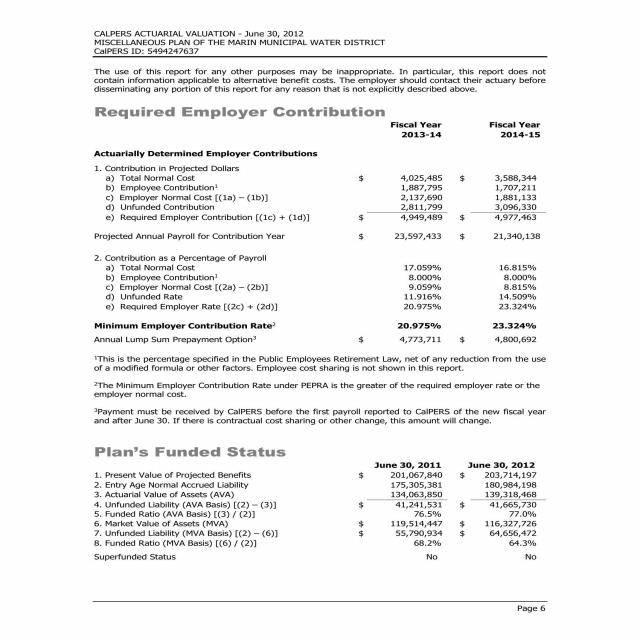 CALPERS ACTUARIAL VALUATION - June 30, 2012
MISCELLANEOUS PLAN OF THE MARIN MUNICIPAL WATER DISTRICT
CalPERS ID: 5494247637
The use of this report for any other purposes may be inappropriate. In particular, this report does not
contain information applicable to alternative benefit costs. The employer should contact their actuary before
disseminating any portion of this report for any reason that is not explicitly described above.
Required Employer Contribution
Fiscal Year Fiscal Year
2013-14 2014-15
Actuarially Determined Employer Contributions
1. Contribution in Projected Dollars
a) Total Normal Cost $ 4,025,485 $ 3,588,344
b) Employee Contribution¹ 1,887,795 1,707,211
c) Employer Normal Cost [(1a) – (1b)] 2,137,690 1,881,133
d) Unfunded Contribution 2,811,799 3,096,330
e) Required Employer Contribution [(1c) + (1d)] $ 4,949,489 $ 4,977,463
Projected Annual Payroll for Contribution Year $ 23,597,433 $ 21,340,138
2. Contribution as a Percentage of Payroll
a) Total Normal Cost 17.059% 16.815%
b) Employee Contribution¹ 8.000% 8.000%
c) Employer Normal Cost [(2a) – (2b)] 9.059% 8.815%
d) Unfunded Rate 11.916% 14.509%
e) Required Employer Rate [(2c) + (2d)] 20.975% 23.324%
Minimum Employer Contribution Rate² 20.975% 23.324%
Annual Lump Sum Prepayment Option³ $ 4,773,711 $ 4,800,692
¹This is the percentage specified in the Public Employees Retirement Law, net of any reduction from the use
of a modified formula or other factors. Employee cost sharing is not shown in this report.
²The Minimum Employer Contribution Rate under PEPRA is the greater of the required employer rate or the
employer normal cost.
³Payment must be received by CalPERS before the first payroll reported to CalPERS of the new fiscal year
and after June 30. If there is contractual cost sharing or other change, this amount will change.
Plan's Funded Status
June 30, 2011 June 30, 2012
1. Present Value of Projected Benefits $ 201,067,840 $ 203,714,197
2. Entry Age Normal Accrued Liability 175,305,381 180,984,198
3. Actuarial Value of Assets (AVA) 134,063,850 139,318,468
4. Unfunded Liability (AVA Basis) [(2) – (3)] $ 41,241,531 $ 41,665,730
5. Funded Ratio (AVA Basis) [(3) / (2)] 76.5% 77.0%
6. Market Value of Assets (MVA) $ 119,514,447 $ 116,327,726
7. Unfunded Liability (MVA Basis) [(2) – (6)] $ 55,790,934 $ 64,656,472
8. Funded Ratio (MVA Basis) [(6) / (2)] 68.2% 64.3%
Superfunded Status No No
Page 6